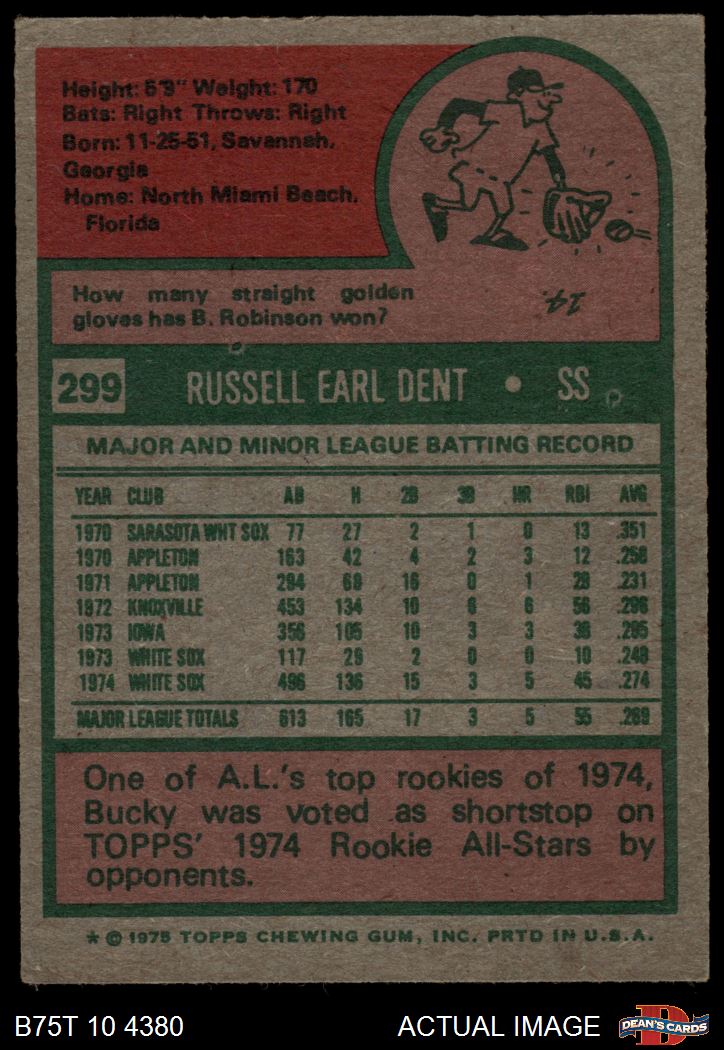 Height: 5'9" Weight: 170
Bats: Right Throws: Right
Born: 11-25-51, Savannah,
Georgia
Home: North Miami Beach,
Florida
How many straight golden
gloves has B. Robinson won?
14.
299 RUSSELL EARL DENT • SS
MAJOR AND MINOR LEAGUE BATTING RECORD
YEAR CLUB AB H 2B 3B HR RBI AVG
1970 SARASOTA WHT SOX 77 27 2 1 0 13 .351
1970 APPLETON 163 42 4 2 3 12 .258
1971 APPLETON 294 68 16 0 1 29 .231
1972 KNOXVILLE 453 134 10 6 6 56 .296
1973 IOWA 356 105 10 3 3 38 .295
1973 WHITE SOX 117 29 2 0 0 10 .248
1974 WHITE SOX 496 136 15 3 5 45 .274
MAJOR LEAGUE TOTALS 613 165 17 3 5 55 .269
One of A.L.'s top rookies of 1974,
Bucky was voted as shortstop on
TOPPS' 1974 Rookie All-Stars by
opponents.
* © 1975 TOPPS CHEWING GUM, INC. PRTD IN U.S.A.
B75T 10 4380 ACTUAL IMAGE D DEAN'S CARDS